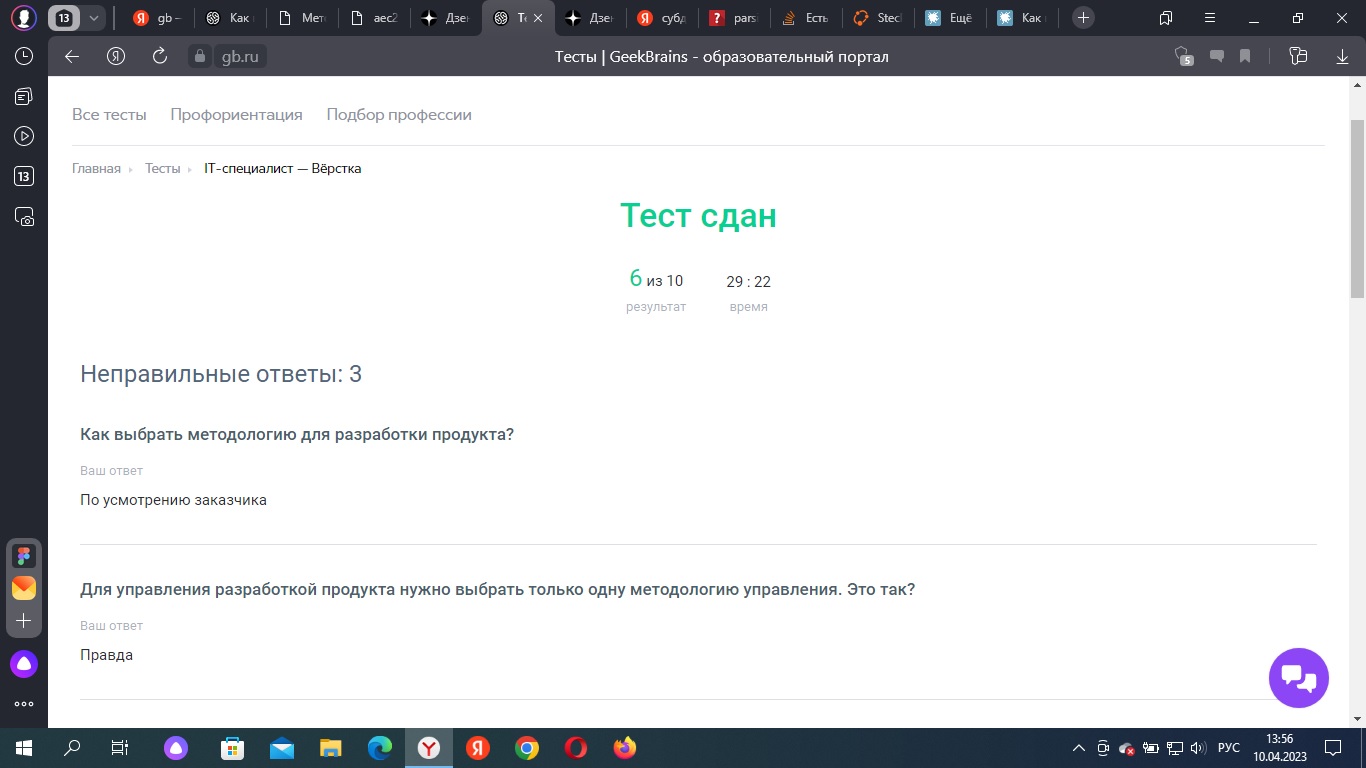 13
gb –
Как
Мет
aec2
Дзен
Те
Дзен
субд
pars
Есть
Stec
Ещё
Как
gb.ru
Тесты | GeekBrains - образовательный портал
5
13
Все тесты Профориентация Подбор профессии
Главная Тесты IT-специалист — Вёрстка
Тест сдан
6 из 10 29 : 22
результат время
Неправильные ответы: 3
Как выбрать методологию для разработки продукта?
Ваш ответ
По усмотрению заказчика
Для управления разработкой продукта нужно выбрать только одну методологию управления. Это так?
Ваш ответ
Правда
РУС
13:56
10.04.2023